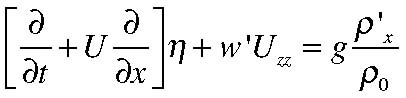 [∂/∂t + U ∂/∂x]η + w'U_zz = g ρ'_x/ρ_0